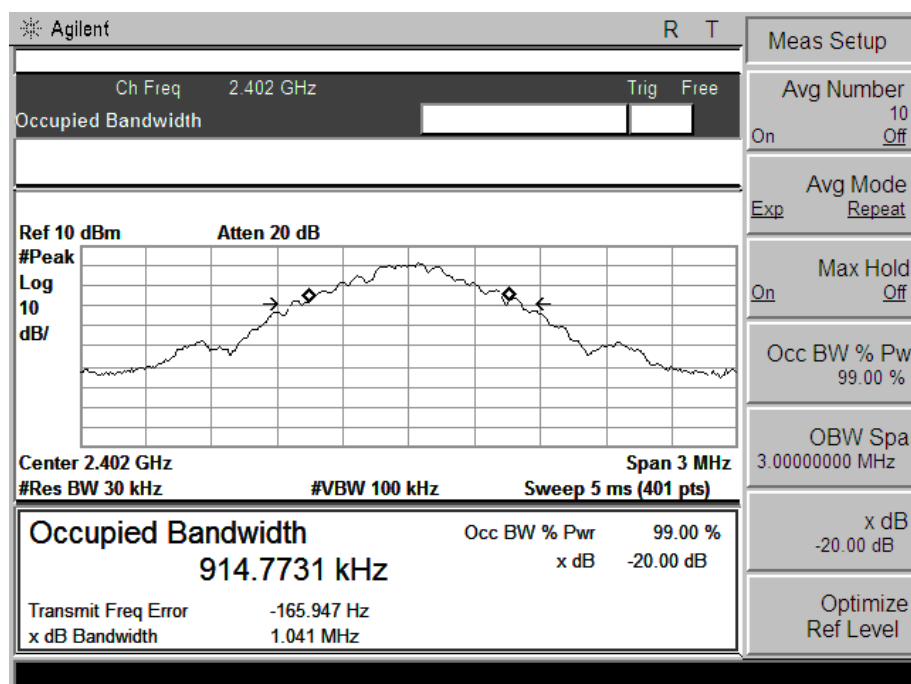 Agilent R T
Ch Freq 2.402 GHz Trig Free
Occupied Bandwidth
Ref 10 dBm Atten 20 dB
#Peak
Log
10
dB/
Center 2.402 GHz Span 3 MHz
#Res BW 30 kHz #VBW 100 kHz Sweep 5 ms (401 pts)
Occupied Bandwidth
914.7731 kHz
Occ BW % Pwr 99.00 %
x dB -20.00 dB
Transmit Freq Error -165.947 Hz
x dB Bandwidth 1.041 MHz
Meas Setup
Avg Number
10
On Off
Avg Mode
Exp Repeat
Max Hold
On Off
Occ BW % Pw
99.00 %
OBW Spa
3.00000000 MHz
x dB
-20.00 dB
Optimize
Ref Level